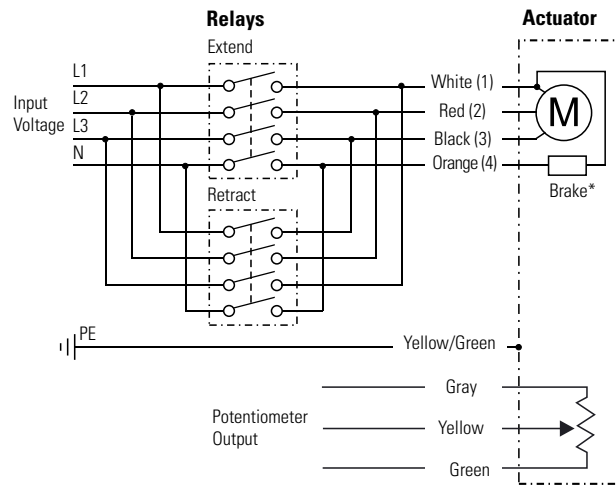 Relays
Actuator
Extend
L1
White (1)
Input
Voltage
L2
Red (2)
M
L3
Black (3)
N
Orange (4)
Brake*
Retract
PE
Yellow/Green
Gray
Potentiometer
Output
Yellow
Green